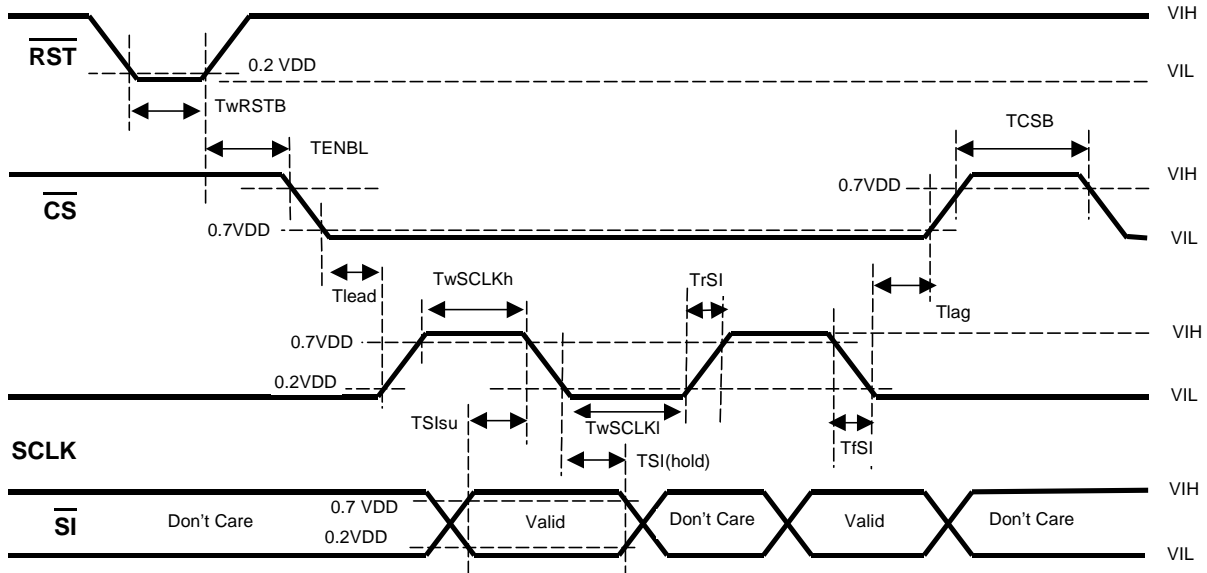 VIH
RST
0.2 VDD
VIL
TwRSTB
TCSB
TENBL
VIH
0.7VDD
CS
0.7VDD
VIL
Tlead
TwSCLKh
TrSI
Tlag
VIH
0.7VDD
0.2VDD
VIL
TSIsu
TwSCLKl
TfSI
SCLK
TSI(hold)
VIH
0.7 VDD
SI
Don't Care
Valid
Don't Care
Valid
Don't Care
0.2VDD
VIL